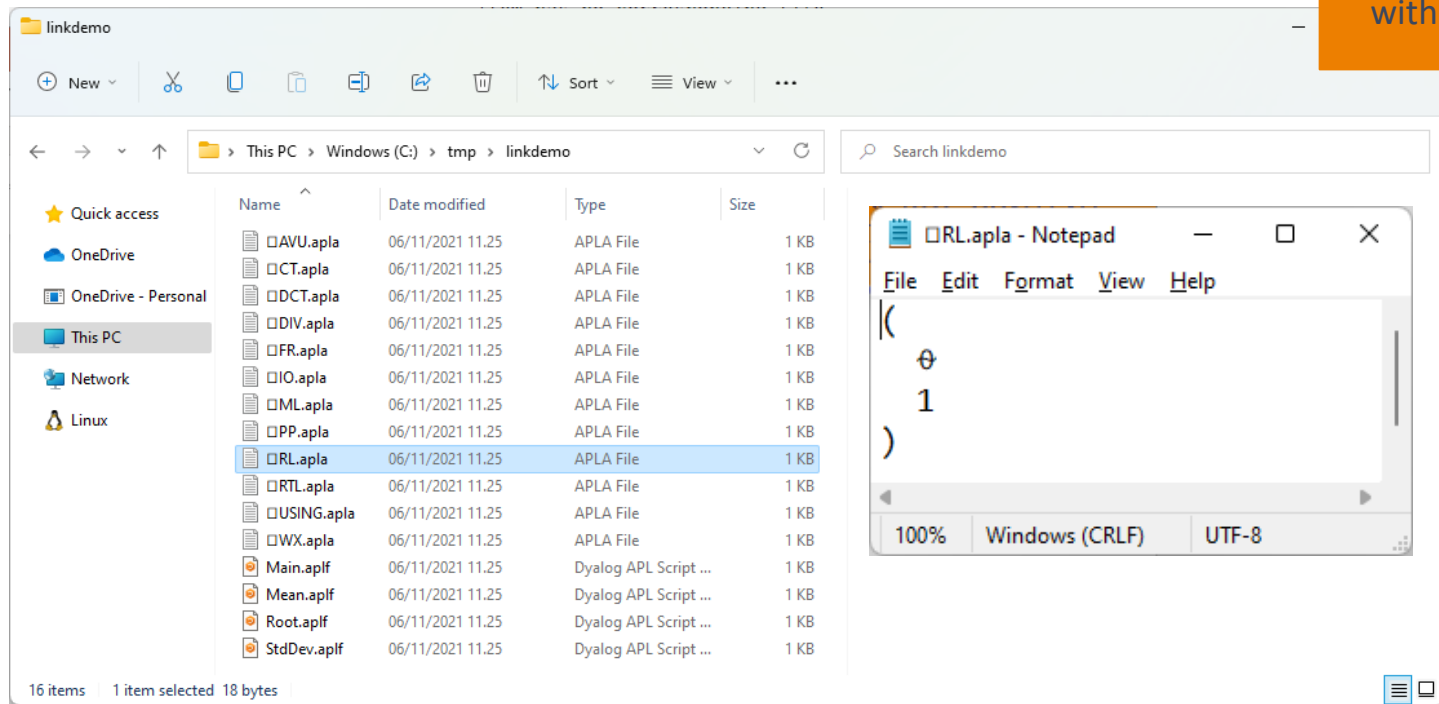 with
linkdemo
New Sort View ...
This PC > Windows (C:) > tmp > linkdemo
Search linkdemo
Quick access
OneDrive
OneDrive - Personal
This PC
Network
Linux
Name Date modified Type Size
⎕AVU.apla 06/11/2021 11.25 APLA File 1 KB
⎕CT.apla 06/11/2021 11.25 APLA File 1 KB
⎕DCT.apla 06/11/2021 11.25 APLA File 1 KB
⎕DIV.apla 06/11/2021 11.25 APLA File 1 KB
⎕FR.apla 06/11/2021 11.25 APLA File 1 KB
⎕IO.apla 06/11/2021 11.25 APLA File 1 KB
⎕ML.apla 06/11/2021 11.25 APLA File 1 KB
⎕PP.apla 06/11/2021 11.25 APLA File 1 KB
⎕RL.apla 06/11/2021 11.25 APLA File 1 KB
⎕RTL.apla 06/11/2021 11.25 APLA File 1 KB
⎕USING.apla 06/11/2021 11.25 APLA File 1 KB
⎕WX.apla 06/11/2021 11.25 APLA File 1 KB
Main.aplf 06/11/2021 11.25 Dyalog APL Script ... 1 KB
Mean.aplf 06/11/2021 11.25 Dyalog APL Script ... 1 KB
Root.aplf 06/11/2021 11.25 Dyalog APL Script ... 1 KB
StdDev.aplf 06/11/2021 11.25 Dyalog APL Script ... 1 KB
16 items 1 item selected 18 bytes
⎕RL.apla - Notepad
File Edit Format View Help
(
⍬
1
)
100% Windows (CRLF) UTF-8